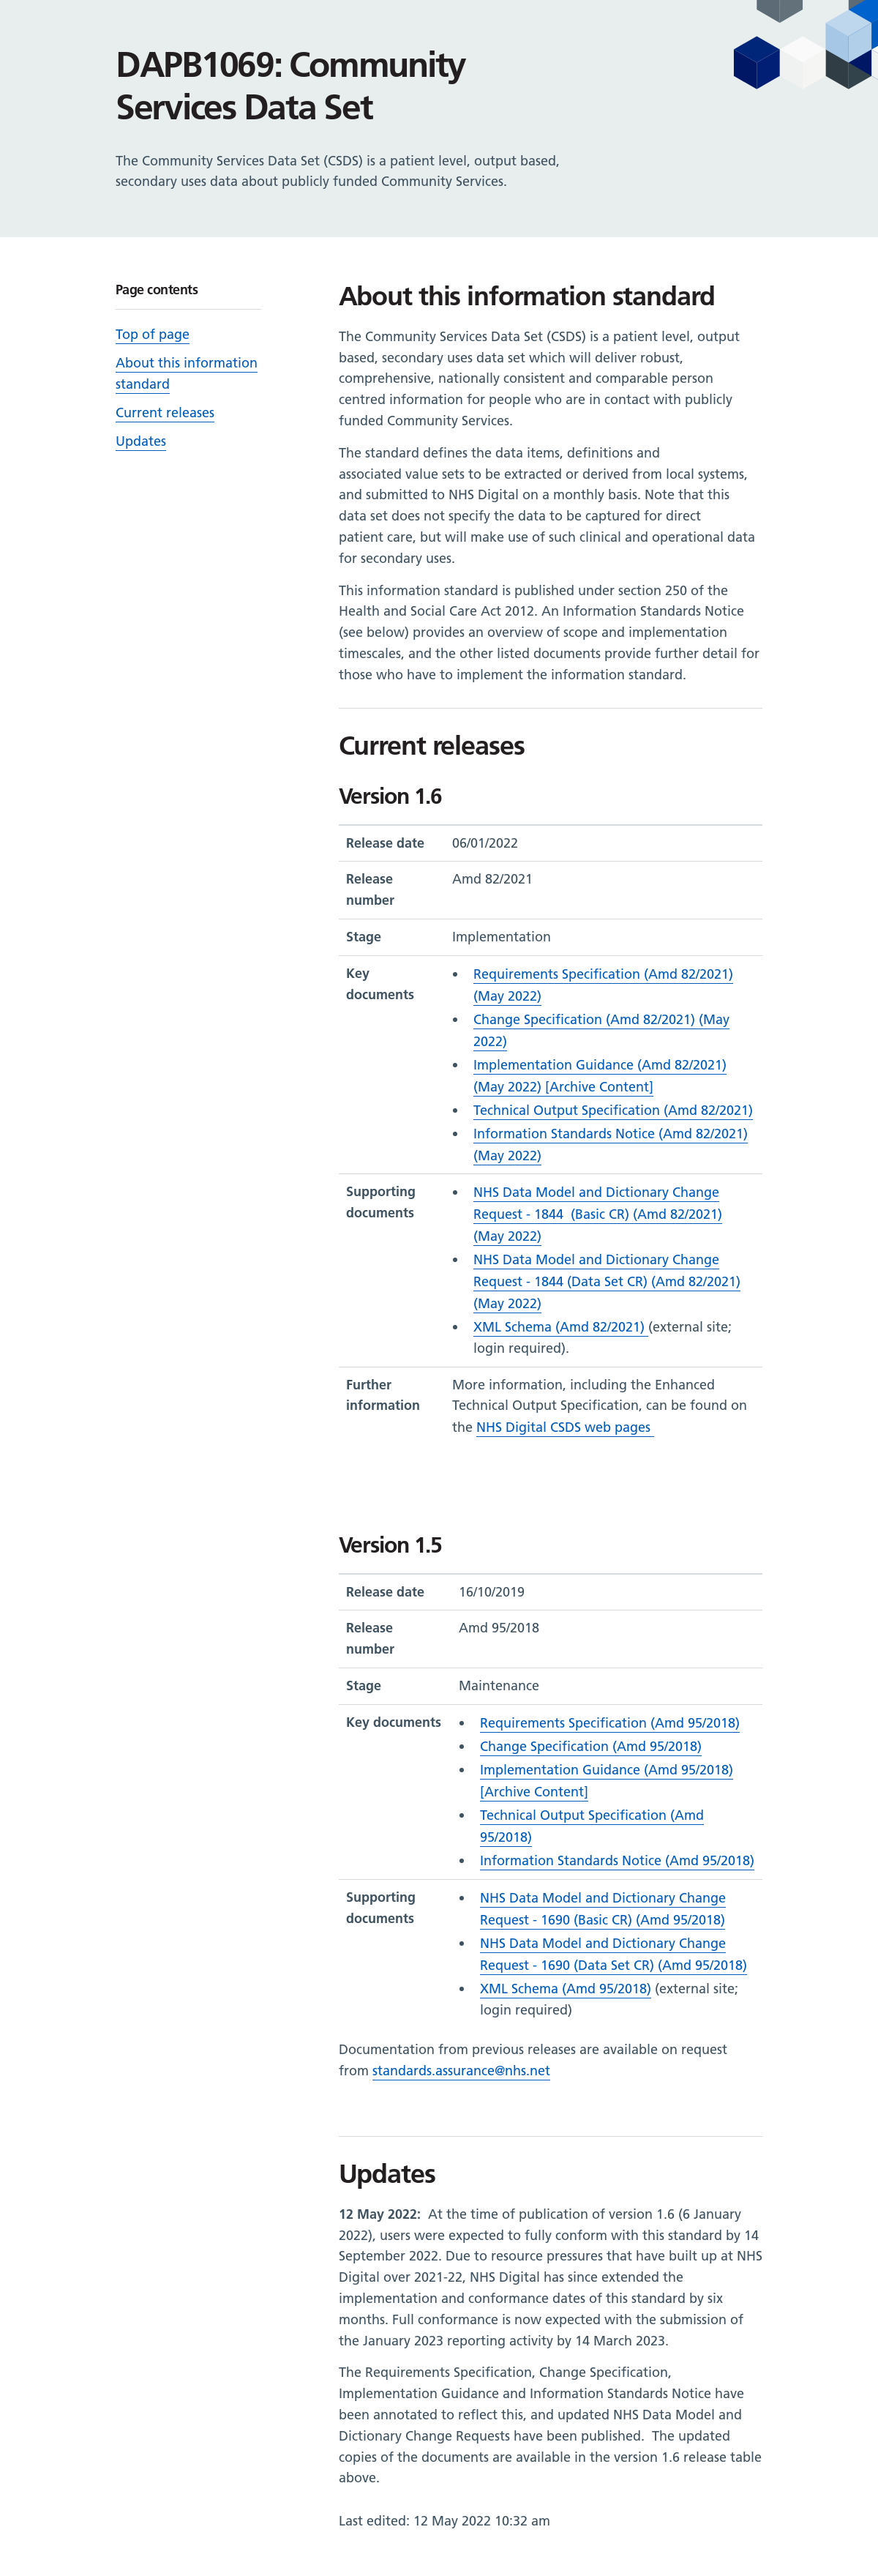 DAPB1069: Community
Services Data Set
The Community Services Data Set (CSDS) is a patient level, output based,
secondary uses data about publicly funded Community Services.
Page contents
Top of page
About this information
standard
Current releases
Updates
About this information standard
The Community Services Data Set (CSDS) is a patient level, output
based, secondary uses data set which will deliver robust,
comprehensive, nationally consistent and comparable person
centred information for people who are in contact with publicly
funded Community Services.
The standard defines the data items, definitions and
associated value sets to be extracted or derived from local systems,
and submitted to NHS Digital on a monthly basis. Note that this
data set does not specify the data to be captured for direct
patient care, but will make use of such clinical and operational data
for secondary uses.
This information standard is published under section 250 of the
Health and Social Care Act 2012. An Information Standards Notice
(see below) provides an overview of scope and implementation
timescales, and the other listed documents provide further detail for
those who have to implement the information standard.
Current releases
Version 1.6
Release date 06/01/2022
Release Amd 82/2021
number
Stage Implementation
Key documents
• Requirements Specification (Amd 82/2021)
(May 2022)
• Change Specification (Amd 82/2021) (May
2022)
• Implementation Guidance (Amd 82/2021)
(May 2022) [Archive Content]
• Technical Output Specification (Amd 82/2021)
• Information Standards Notice (Amd 82/2021)
(May 2022)
Supporting documents
• NHS Data Model and Dictionary Change
Request - 1844 (Basic CR) (Amd 82/2021)
(May 2022)
• NHS Data Model and Dictionary Change
Request - 1844 (Data Set CR) (Amd 82/2021)
(May 2022)
• XML Schema (Amd 82/2021) (external site;
login required).
Further information
More information, including the Enhanced
Technical Output Specification, can be found on
the NHS Digital CSDS web pages
Version 1.5
Release date 16/10/2019
Release Amd 95/2018
number
Stage Maintenance
Key documents
• Requirements Specification (Amd 95/2018)
• Change Specification (Amd 95/2018)
• Implementation Guidance (Amd 95/2018)
[Archive Content]
• Technical Output Specification (Amd
95/2018)
• Information Standards Notice (Amd 95/2018)
Supporting documents
• NHS Data Model and Dictionary Change
Request - 1690 (Basic CR) (Amd 95/2018)
• NHS Data Model and Dictionary Change
Request - 1690 (Data Set CR) (Amd 95/2018)
• XML Schema (Amd 95/2018) (external site;
login required)
Documentation from previous releases are available on request
from standards.assurance@nhs.net
Updates
12 May 2022: At the time of publication of version 1.6 (6 January
2022), users were expected to fully conform with this standard by 14
September 2022. Due to resource pressures that have built up at NHS
Digital over 2021-22, NHS Digital has since extended the
implementation and conformance dates of this standard by six
months. Full conformance is now expected with the submission of
the January 2023 reporting activity by 14 March 2023.
The Requirements Specification, Change Specification,
Implementation Guidance and Information Standards Notice have
been annotated to reflect this, and updated NHS Data Model and
Dictionary Change Requests have been published. The updated
copies of the documents are available in the version 1.6 release table
above.
Last edited: 12 May 2022 10:32 am